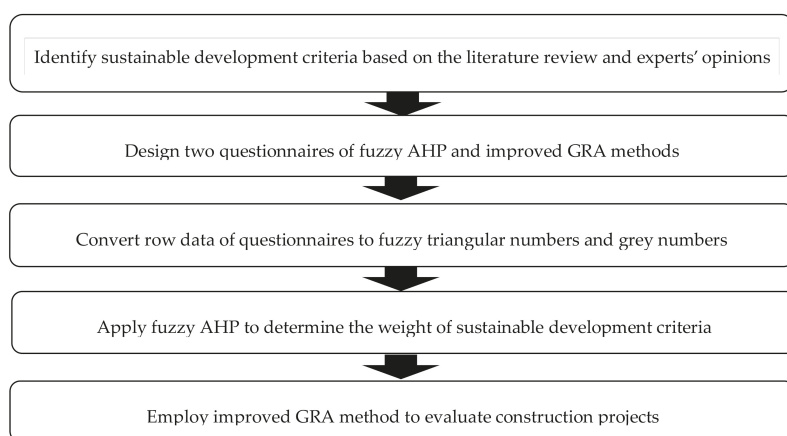 Identify sustainable development criteria based on the literature review and experts’ opinions
Design two questionnaires of fuzzy AHP and improved GRA methods
Convert row data of questionnaires to fuzzy triangular numbers and grey numbers
Apply fuzzy AHP to determine the weight of sustainable development criteria
Employ improved GRA method to evaluate construction projects